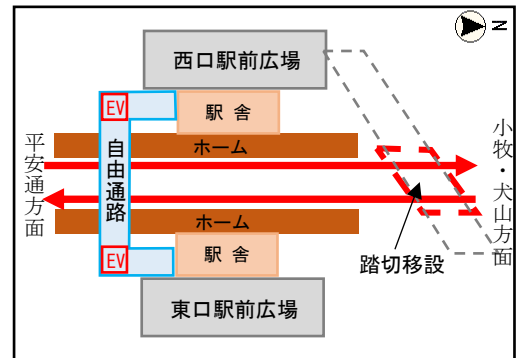 N
西口駅前広場
EV
駅 舎
ホーム
平安通方面
自由通路
小牧・犬山方面
ホーム
EV
駅 舎
踏切移設
東口駅前広場